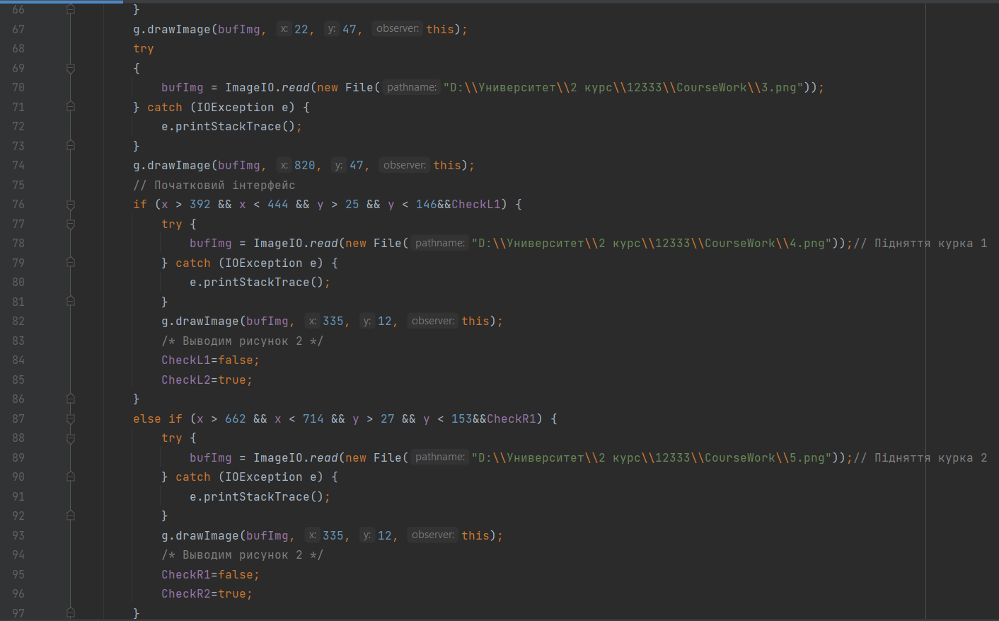 66 }
67 g.drawImage(bufImg, x: 22, y: 47, observer: this);
68 try
69 {
70 bufImg = ImageIO.read(new File( pathname: "D:\\Университет\\2 курс\\12333\\CourseWork\\3.png"));
71 } catch (IOException e) {
72 e.printStackTrace();
73 }
74 g.drawImage(bufImg, x: 820, y: 47, observer: this);
75 // Початковий інтерфейс
76 if (x > 392 && x < 444 && y > 25 && y < 146&&CheckL1) {
77 try {
78 bufImg = ImageIO.read(new File( pathname: "D:\\Университет\\2 курс\\12333\\CourseWork\\4.png"));// Підняття курка 1
79 } catch (IOException e) {
80 e.printStackTrace();
81 }
82 g.drawImage(bufImg, x: 335, y: 12, observer: this);
83 /* Выводим рисунок 2 */
84 CheckL1=false;
85 CheckL2=true;
86 }
87 else if (x > 662 && x < 714 && y > 27 && y < 153&&CheckR1) {
88 try {
89 bufImg = ImageIO.read(new File( pathname: "D:\\Университет\\2 курс\\12333\\CourseWork\\5.png"));// Підняття курка 2
90 } catch (IOException e) {
91 e.printStackTrace();
92 }
93 g.drawImage(bufImg, x: 335, y: 12, observer: this);
94 /* Выводим рисунок 2 */
95 CheckR1=false;
96 CheckR2=true;
97 }